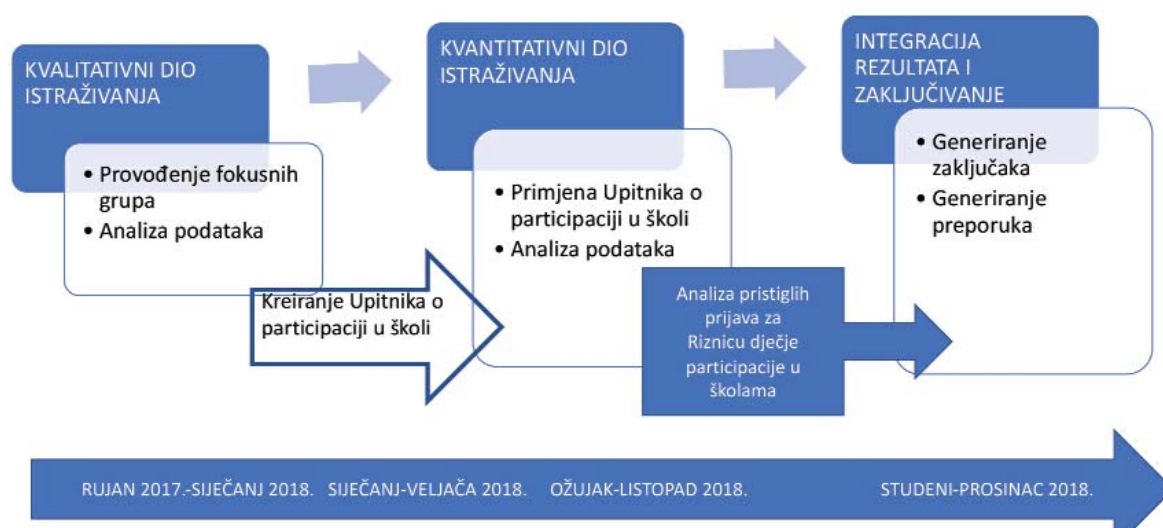 KVALITATIVNI DIO
ISTRAŽIVANJA
• Provođenje fokusnih
grupa
• Analiza podataka
Kreiranje Upitnika o
participaciji u školi
KVANTITATIVNI DIO
ISTRAŽIVANJA
• Primjena Upitnika o
participaciji u školi
• Analiza podataka
Analiza pristiglih
prijava za
Riznicu dječje
participacije u
školama
INTEGRACIJA
REZULTATA I
ZAKLJUČIVANJE
• Generiranje
zaključaka
• Generiranje
preporuka
RUJAN 2017.-SIJEČANJ 2018. SIJEČANJ-VELJAČA 2018. OŽUJAK-LISTOPAD 2018. STUDENI-PROSINAC 2018.